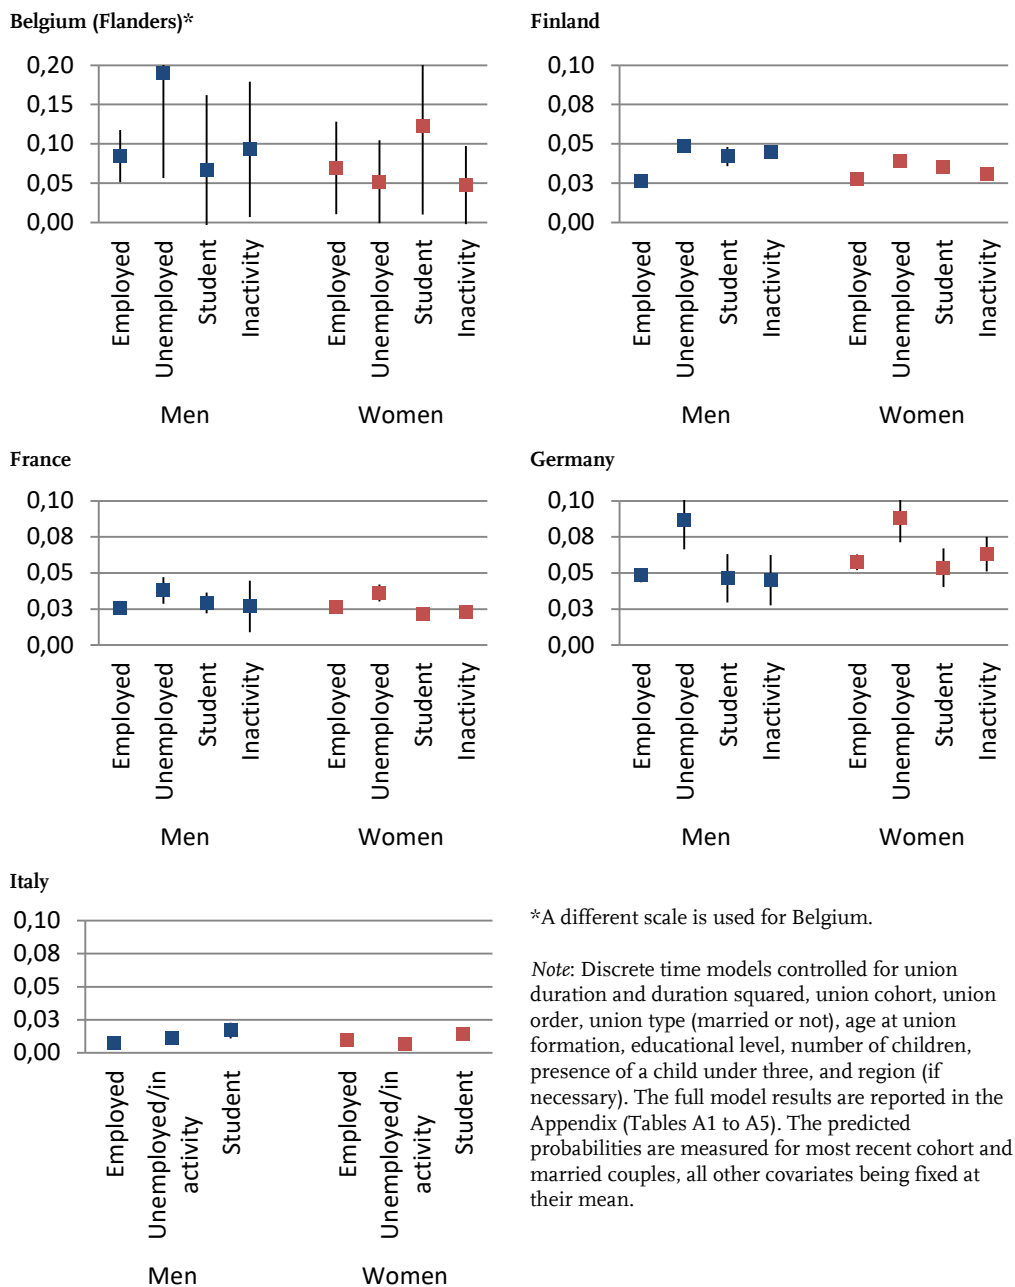 Belgium (Flanders)*
0,20
0,15
0,10
0,05
0,00
Employed
Unemployed
Student
Inactivity
Employed
Unemployed
Student
Inactivity
Men
Women
Finland
0,10
0,08
0,05
0,03
0,00
Employed
Unemployed
Student
Inactivity
Employed
Unemployed
Student
Inactivity
Men
Women
France
0,10
0,08
0,05
0,03
0,00
Employed
Unemployed
Student
Inactivity
Employed
Unemployed
Student
Inactivity
Men
Women
Germany
0,10
0,08
0,05
0,03
0,00
Employed
Unemployed
Student
Inactivity
Employed
Unemployed
Student
Inactivity
Men
Women
Italy
0,10
0,08
0,05
0,03
0,00
Employed
Unemployed/in
activity
Student
Employed
Unemployed/in
activity
Student
Men
Women
*A different scale is used for Belgium.
Note: Discrete time models controlled for union
duration and duration squared, union cohort, union
order, union type (married or not), age at union
formation, educational level, number of children,
presence of a child under three, and region (if
necessary). The full model results are reported in the
Appendix (Tables A1 to A5). The predicted
probabilities are measured for most recent cohort and
married couples, all other covariates being fixed at
their mean.